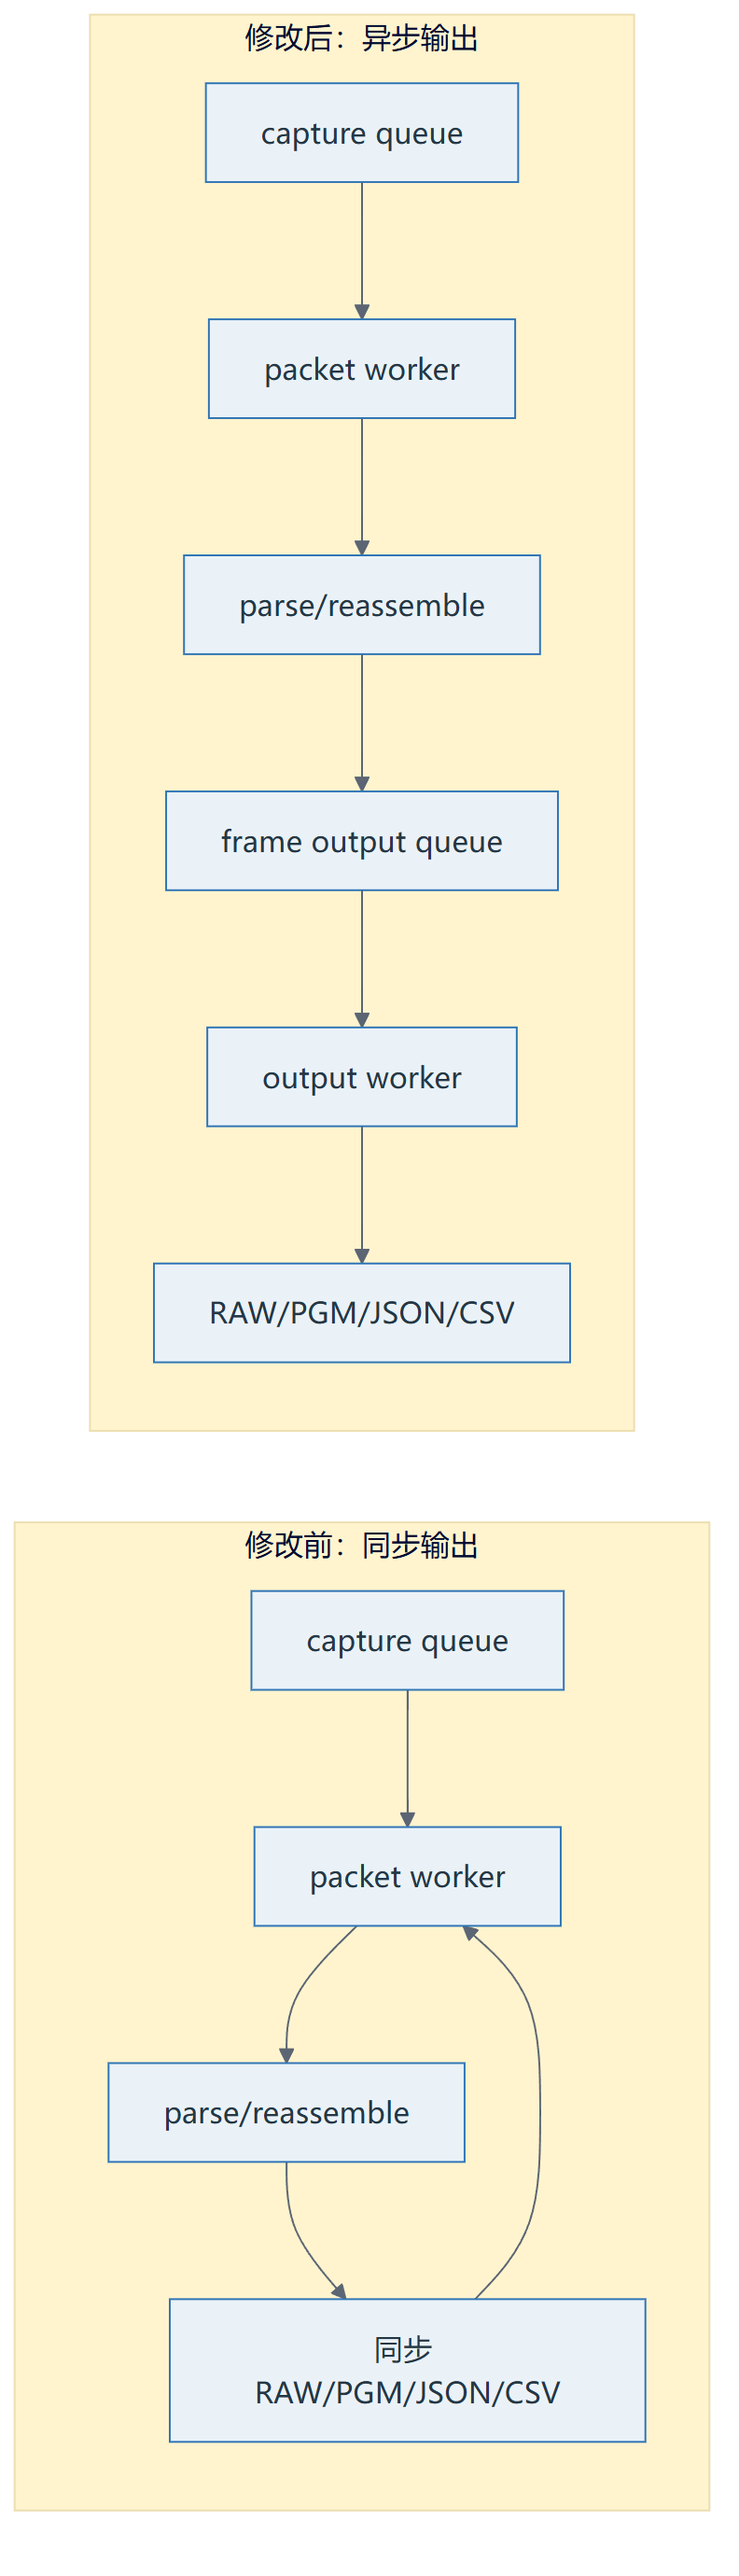 修改后：异步输出
capture queue
packet worker
parse/reassemble
frame output queue
output worker
RAW/PGM/JSON/CSV
修改前：同步输出
capture queue
packet worker
parse/reassemble
同步
RAW/PGM/JSON/CSV